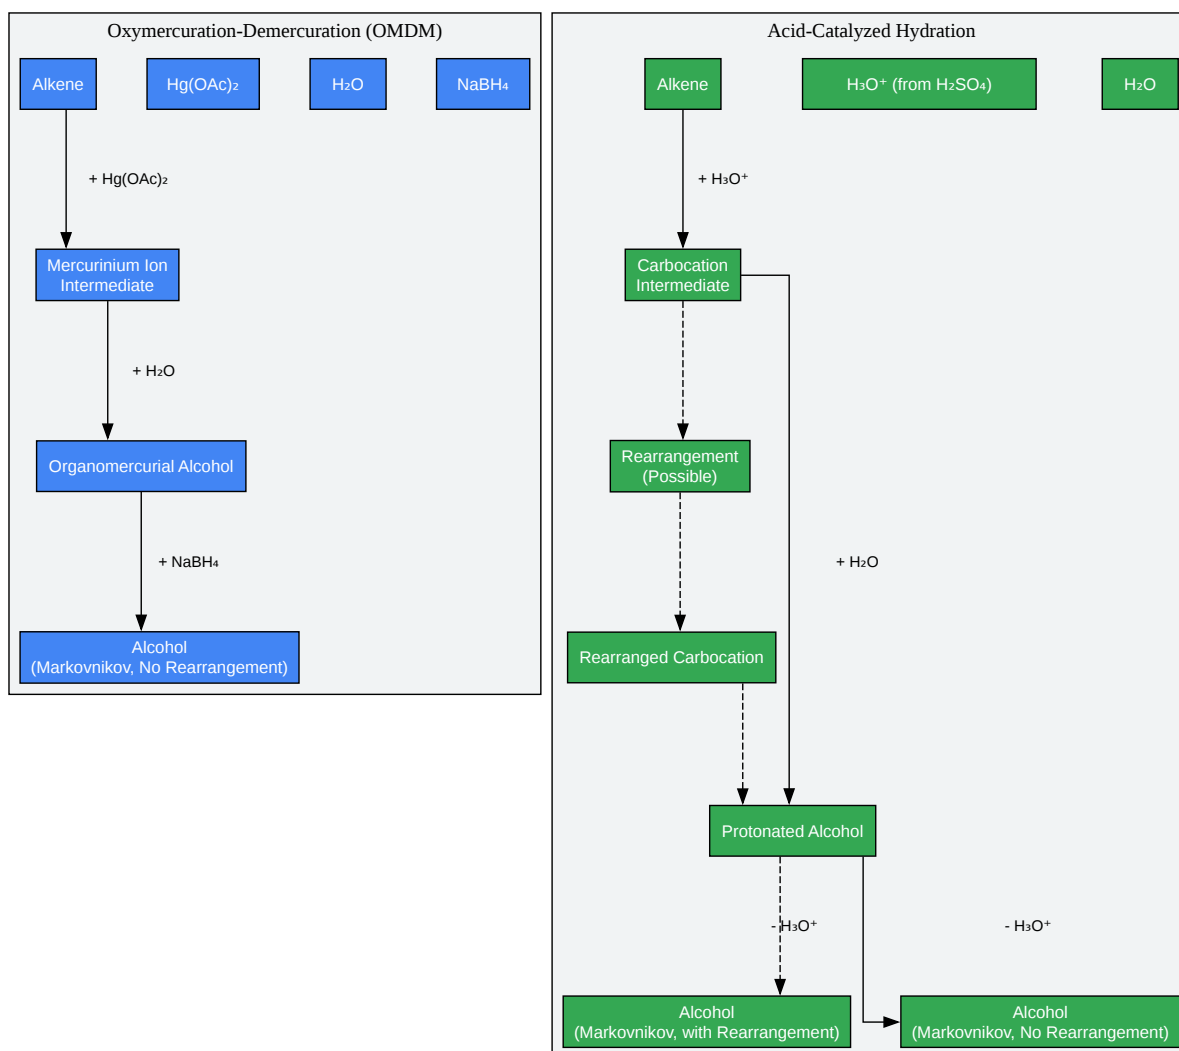 Oxymercuration-Demercuration (OMDM)
Alkene
Hg(OAc)₂
H₂O
NaBH₄
+ Hg(OAc)₂
Mercurinium Ion
Intermediate
+ H₂O
Organomercurial Alcohol
+ NaBH₄
Alcohol
(Markovnikov, No Rearrangement)
Acid-Catalyzed Hydration
Alkene
H₃O⁺ (from H₂SO₄)
H₂O
+ H₃O⁺
Carbocation
Intermediate
Rearrangement
(Possible)
+ H₂O
Rearranged Carbocation
Protonated Alcohol
- H₃O⁺
- H₃O⁺
Alcohol
(Markovnikov, with Rearrangement)
Alcohol
(Markovnikov, No Rearrangement)